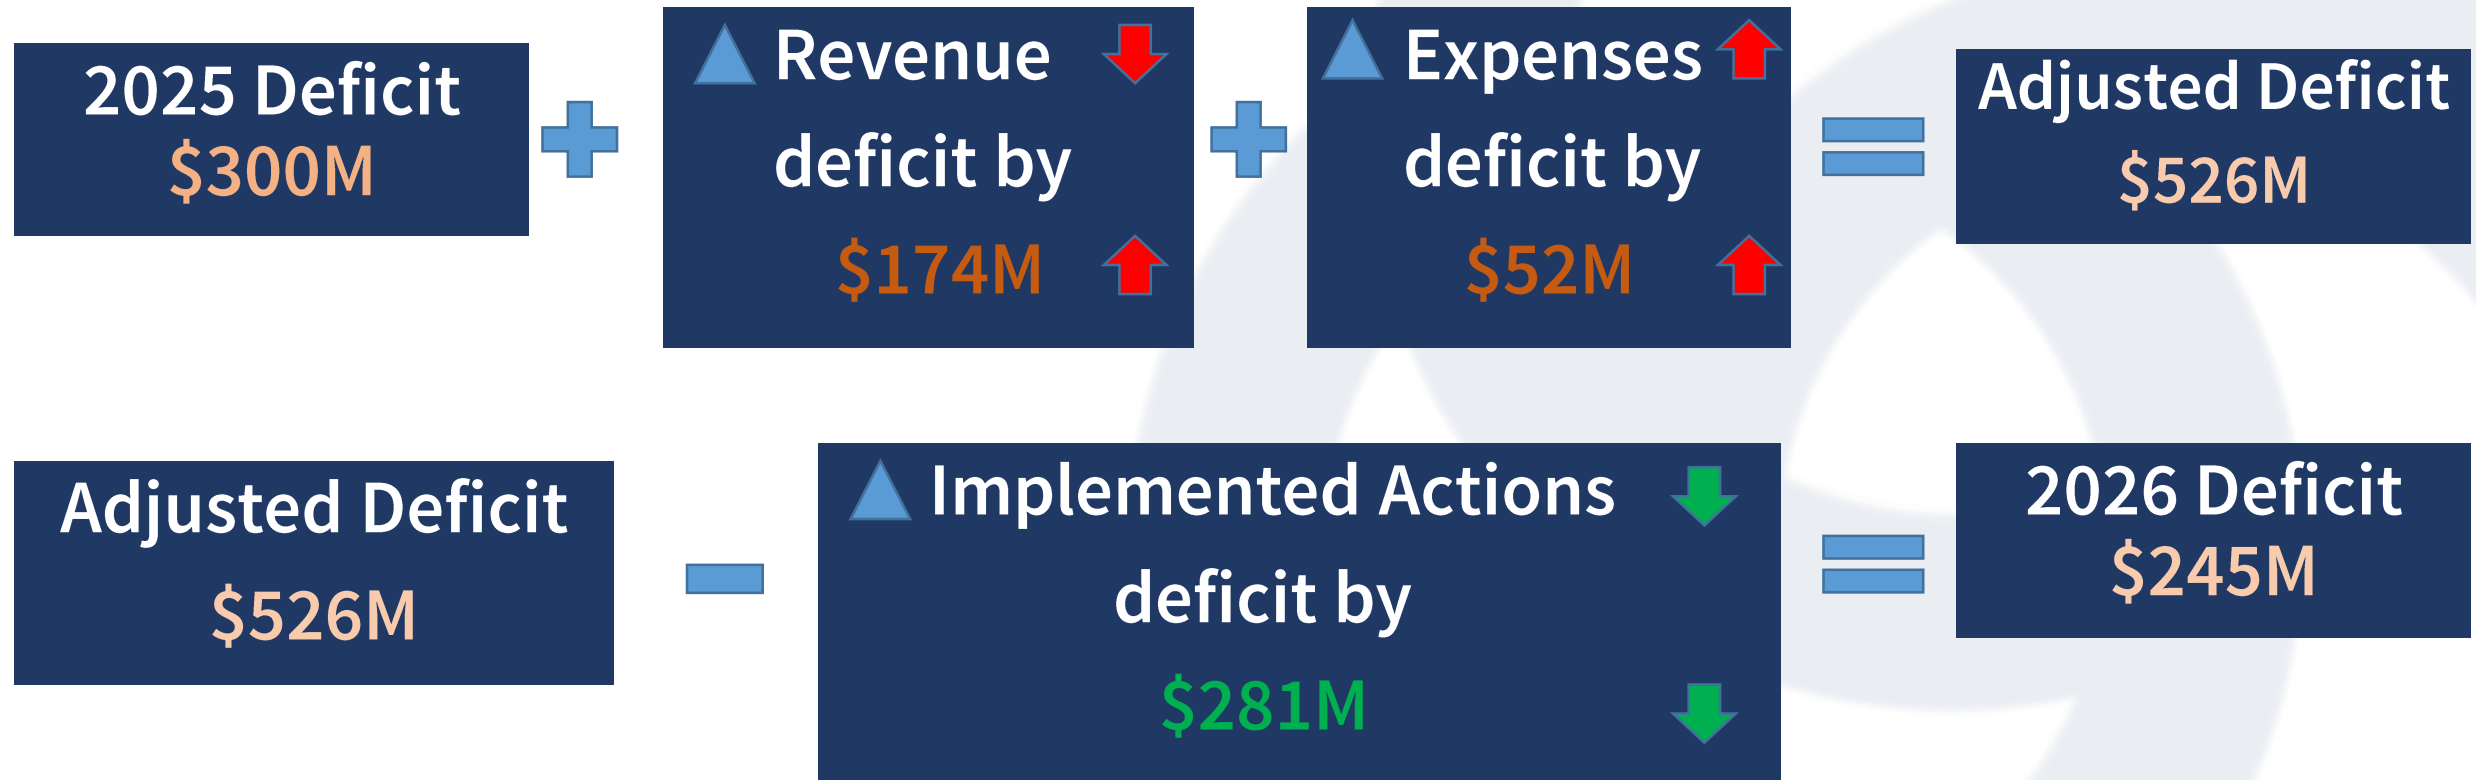 2025 Deficit
$300M
Revenue
deficit by
$174M
Expenses
deficit by
$52M
Adjusted Deficit
$526M
Adjusted Deficit
$526M
Implemented Actions
deficit by
$281M
2026 Deficit
$245M